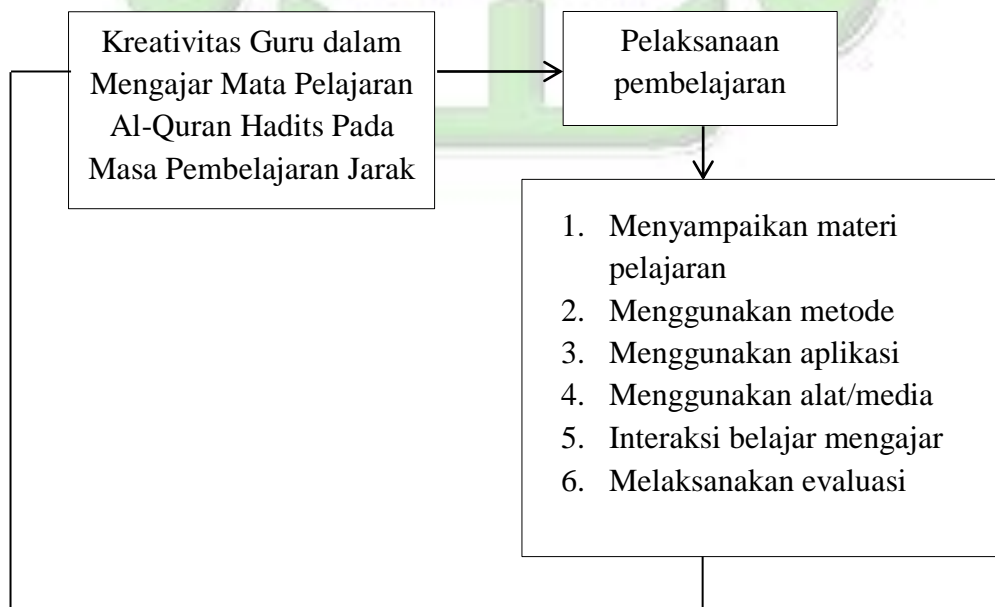 Kreativitas Guru dalam
Mengajar Mata Pelajaran
Al-Quran Hadits Pada
Masa Pembelajaran Jarak
Pelaksanaan
pembelajaran
1. Menyampaikan materi
pelajaran
2. Menggunakan metode
3. Menggunakan aplikasi
4. Menggunakan alat/media
5. Interaksi belajar mengajar
6. Melaksanakan evaluasi